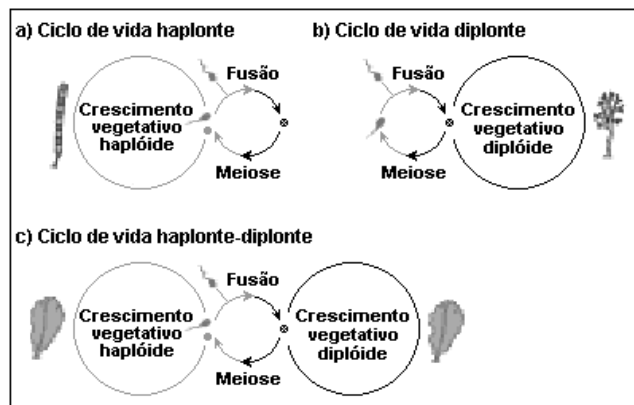 a) Ciclo de vida haplonte
Fusão
Crescimento
vegetativo
haplóide
Meiose
b) Ciclo de vida diplonte
Fusão
Crescimento
vegetativo
diplóide
Meiose
c) Ciclo de vida haplonte-diplonte
Fusão
Crescimento
vegetativo
haplóide
Meiose
Crescimento
vegetativo
diplóide